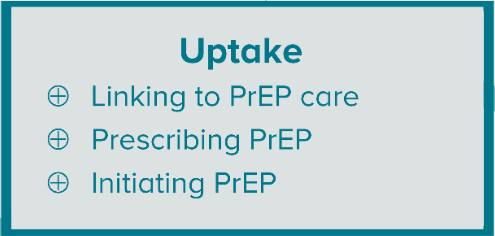 Uptake
⊕ Linking to PrEP care
⊕ Prescribing PrEP
⊕ Initiating PrEP